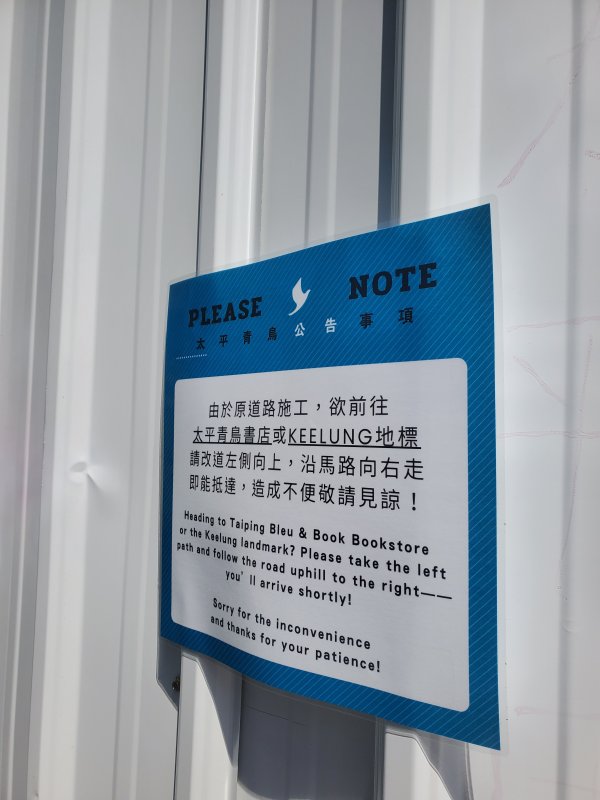 PLEASE NOTE
太平青鳥公告事項
由於原道路施工，欲前往
太平青鳥書店或KEELUNG地標
請改道左側向上，沿馬路向右走
即能抵達，造成不便敬請見諒！
Heading to Taiping Bleu & Book Bookstore
or the Keelung landmark? Please take the left
path and follow the road uphill to the right——
you'll arrive shortly!
Sorry for the inconvenience
and thanks for your patience!